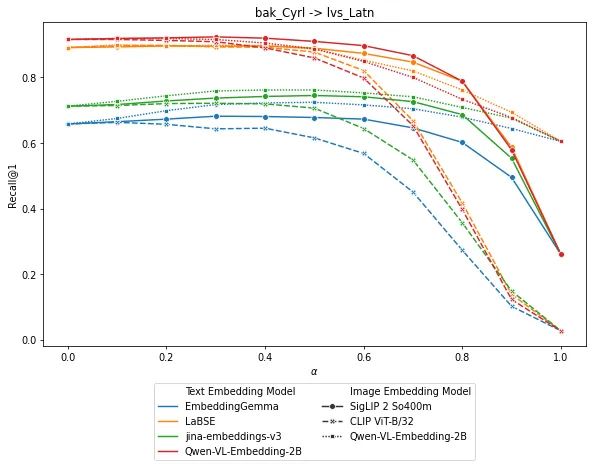 bak_Cyrl -> lvs_Latn
Recall@1
0.8
0.6
0.4
0.2
0.0
0.0 0.2 0.4 0.6 0.8 1.0
α
Text Embedding Model Image Embedding Model
EmbeddingGemma SigLIP 2 So400m
LaBSE CLIP ViT-B/32
jina-embeddings-v3 Qwen-VL-Embedding-2B
Qwen-VL-Embedding-2B